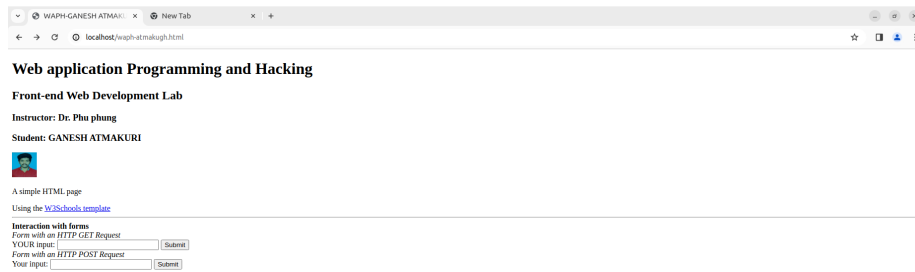 WAPH-GANESH ATMAK
New Tab
localhost/waph-atmakugh.html
Web application Programming and Hacking
Front-end Web Development Lab
Instructor: Dr. Phu phung
Student: GANESH ATMAKURI
A simple HTML page
Using the W3Schools template
Interaction with forms
Form with an HTTP GET Request
YOUR input: Submit
Form with an HTTP POST Request
Your input: Submit